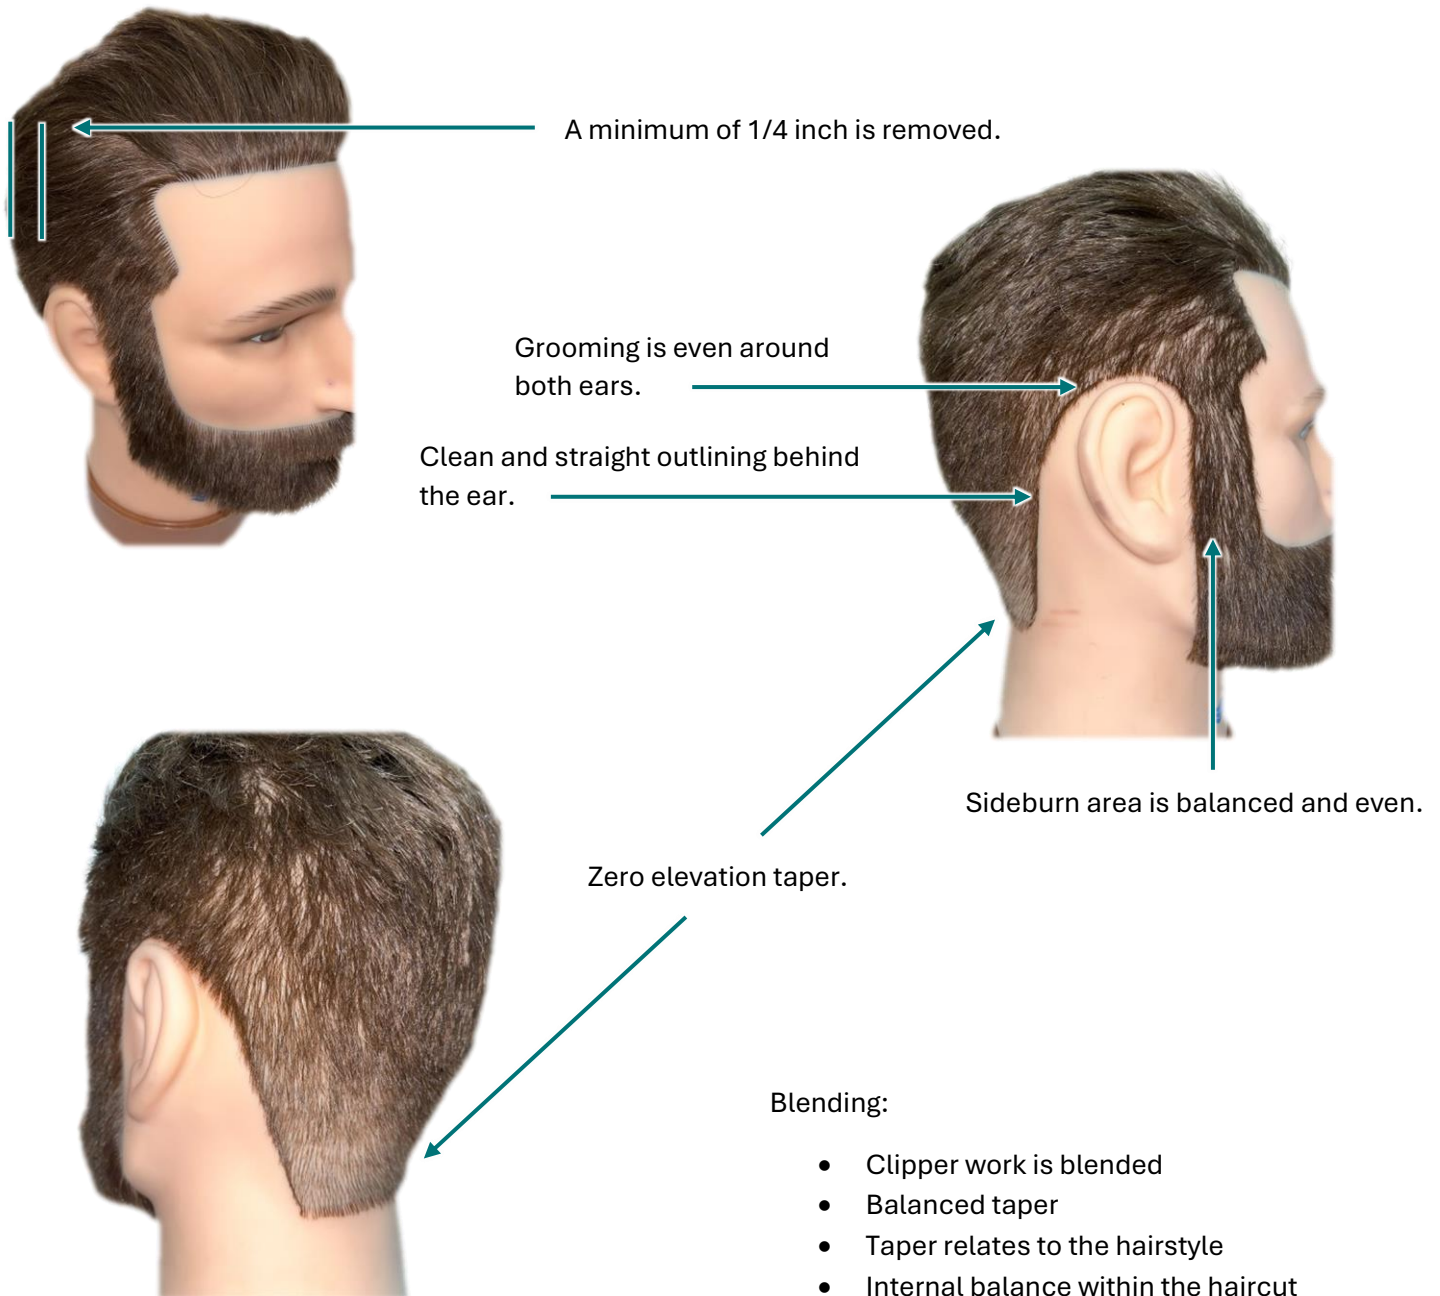 A minimum of 1/4 inch is removed.
Grooming is even around
both ears.
Clean and straight outlining behind
the ear.
Sideburn area is balanced and even.
Zero elevation taper.
Blending:
• Clipper work is blended
• Balanced taper
• Taper relates to the hairstyle
• Internal balance within the haircut